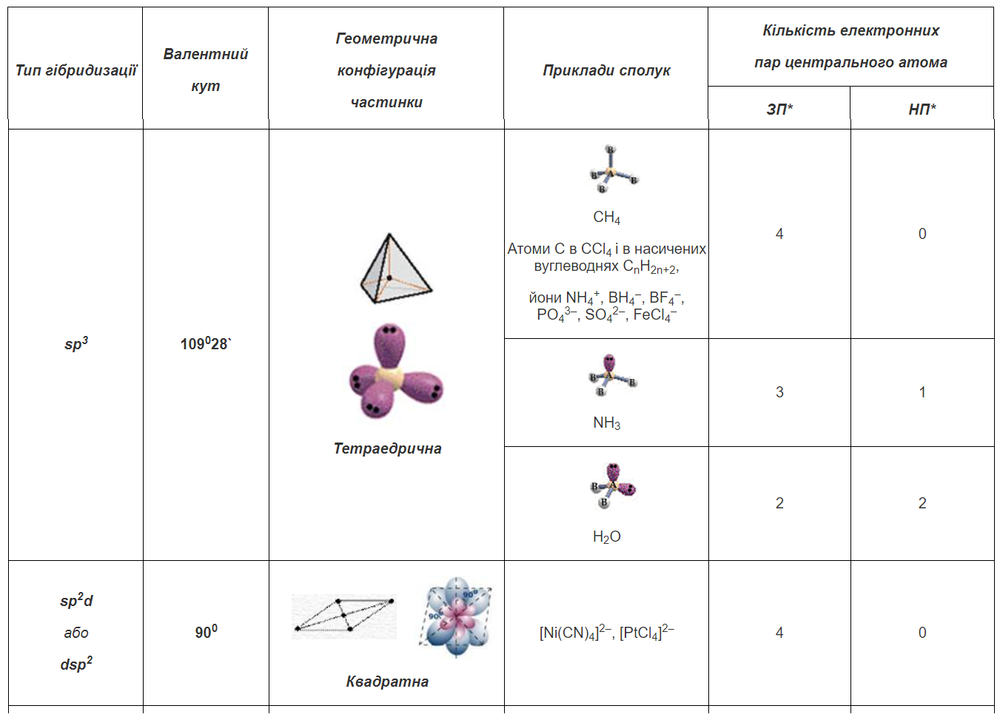 Тип гібридизації
Валентний
кут
Геометрична
конфігурація
частинки
Приклади сполук
Кількість електронних
пар центрального атома
ЗП*
НП*
sp³
109⁰28`
Тетраедрична
B
B
A
B
B
CH₄
Атоми С в CCl₄ і в насичених
вуглеводнях CₙH₂ₙ₊₂,
йони NH₄⁺, BH₄⁻, BF₄⁻,
PO₄³⁻, SO₄²⁻, FeCl₄⁻
4
0
B
A
B
B
NH₃
3
1
B
A
B
H₂O
2
2
sp²d
або
dsp²
90⁰
90⁰
90⁰
Квадратна
[Ni(CN)₄]²⁻, [PtCl₄]²⁻
4
0